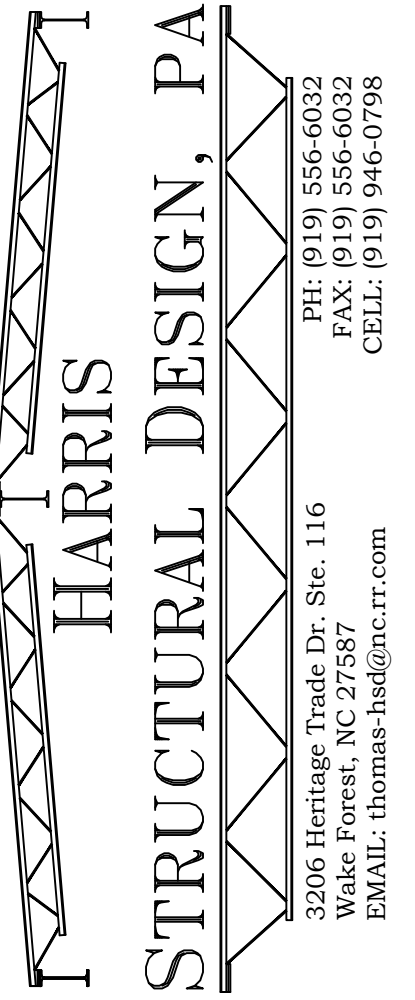 HARRIS
STRUCTURAL DESIGN, PA
3206 Heritage Trade Dr. Ste. 116
Wake Forest, NC 27587
EMAIL: thomas-hsd@nc.rr.com
PH: (919) 556-6032
FAX: (919) 556-6032
CELL: (919) 946-0798